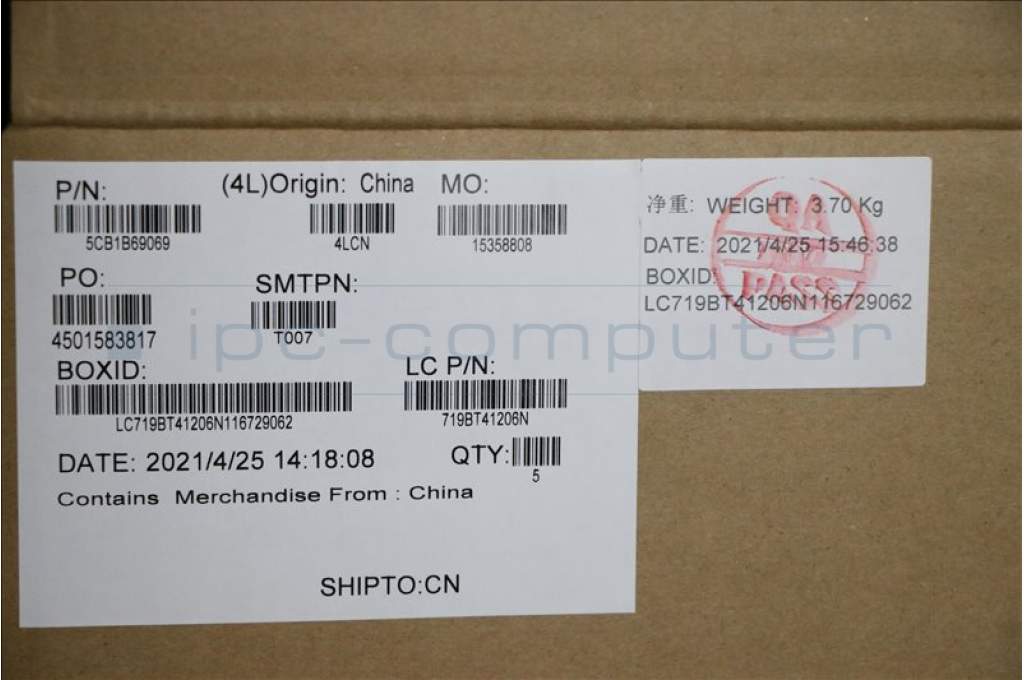 P/N:
5CB1B69069
(4L)Origin: China
4LCN
MO:
15358808
PO:
4501583817
SMTPN:
T007
BOXID:
LC719BT41206N116729062
LC P/N:
719BT41206N
DATE: 2021/4/25 14:18:08
QTY:
5
Contains Merchandise From : China
SHIPTO:CN
净重: WEIGHT: 3.70 Kg
DATE: 2021/4/25 15:46:38
BOXID:
LC719BT41206N116729062
QA
PASS
ipc-computer